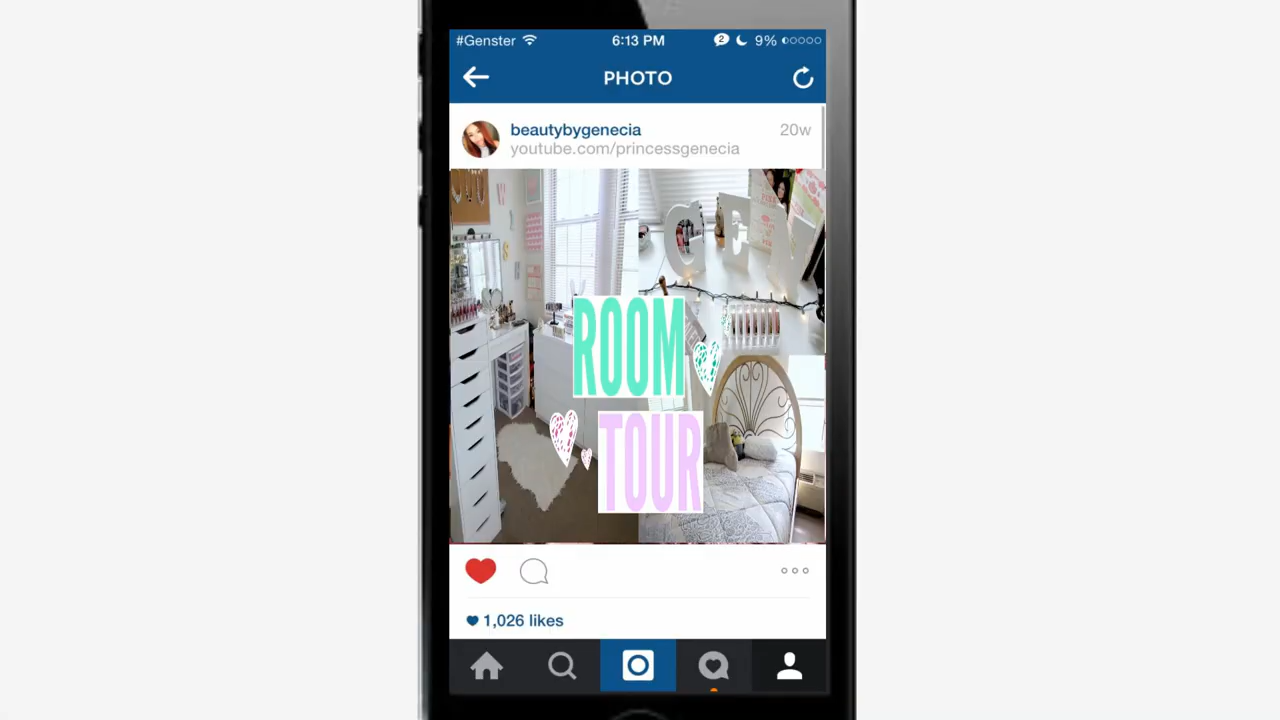 #Genster 6:13 PM 2 9%
PHOTO
beautybygenecia 20w
youtube.com/princessgenecia
ROOM
TOUR
1,026 likes